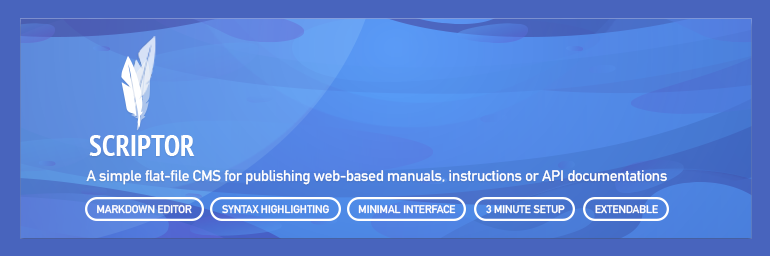 SCRIPTOR
A simple flat-file CMS for publishing web-based manuals, instructions or API documentations
MARKDOWN EDITOR SYNTAX HIGHLIGHTING MINIMAL INTERFACE 3 MINUTE SETUP EXTENDABLE